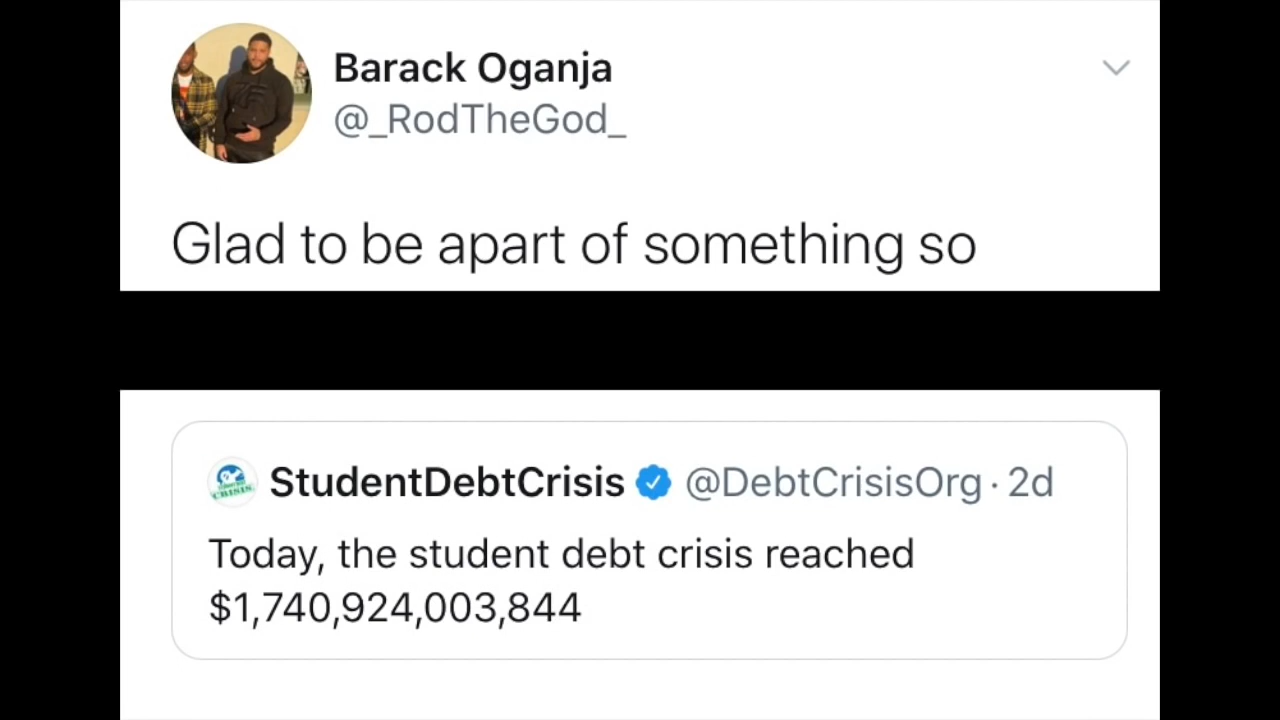 Barack Oganja
@_RodTheGod_
Glad to be apart of something so
StudentDebtCrisis @DebtCrisisOrg · 2d
Today, the student debt crisis reached
$1,740,924,003,844